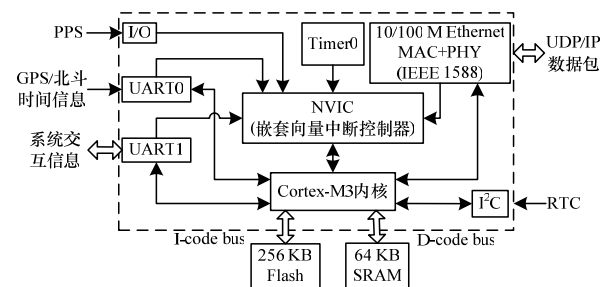 PPS
I/O
Timer0
10/100 M Ethernet
MAC+PHY
(IEEE 1588)
UDP/IP
数据包
GPS/北斗
时间信息
UART0
NVIC
(嵌套向量中断控制器)
系统交
互信息
UART1
Cortex-M3内核
I²C
RTC
I-code bus
D-code bus
256 KB
Flash
64 KB
SRAM